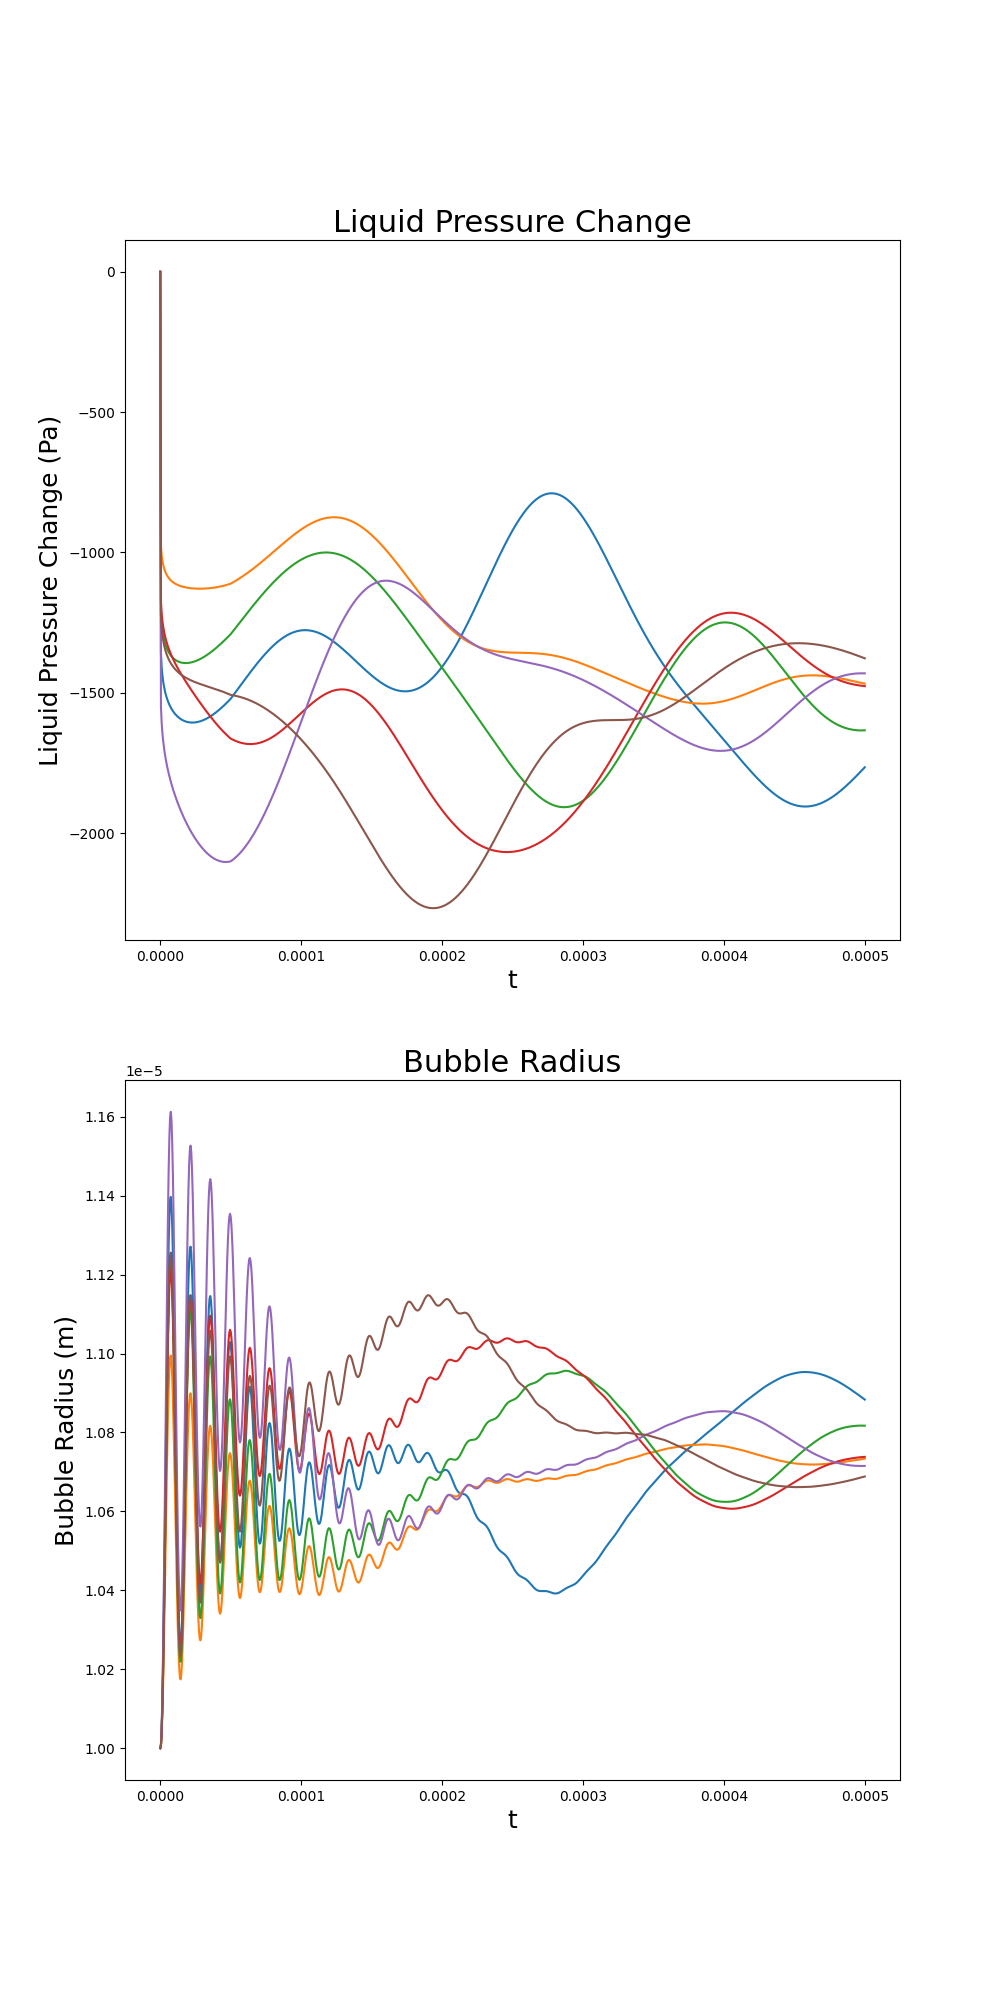 Liquid Pressure Change
Liquid Pressure Change (Pa)
0
−500
−1000
−1500
−2000
0.0000 0.0001 0.0002 0.0003 0.0004 0.0005
t
Bubble Radius
1e−5
Bubble Radius (m)
1.16
1.14
1.12
1.10
1.08
1.06
1.04
1.02
1.00
0.0000 0.0001 0.0002 0.0003 0.0004 0.0005
t